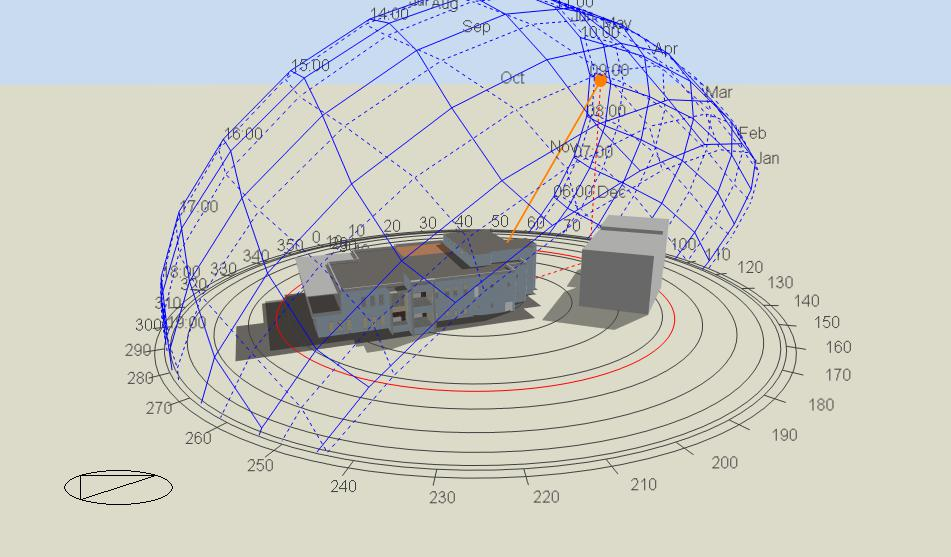 11:00
14:00 Aug
Sep May
10:00
Apr
15:00 Oct 09:00
Mar
08:00
16:00 Feb
Nov 07:00
Jan
06:00 Dec
17:00
0 10 20 30 40 50 60 70
350 100
340 110
18:00 330 120
320 130
310 140
300 19:00 150
290 160
280 170
270 180
260 190
250 200
240 210
230 220